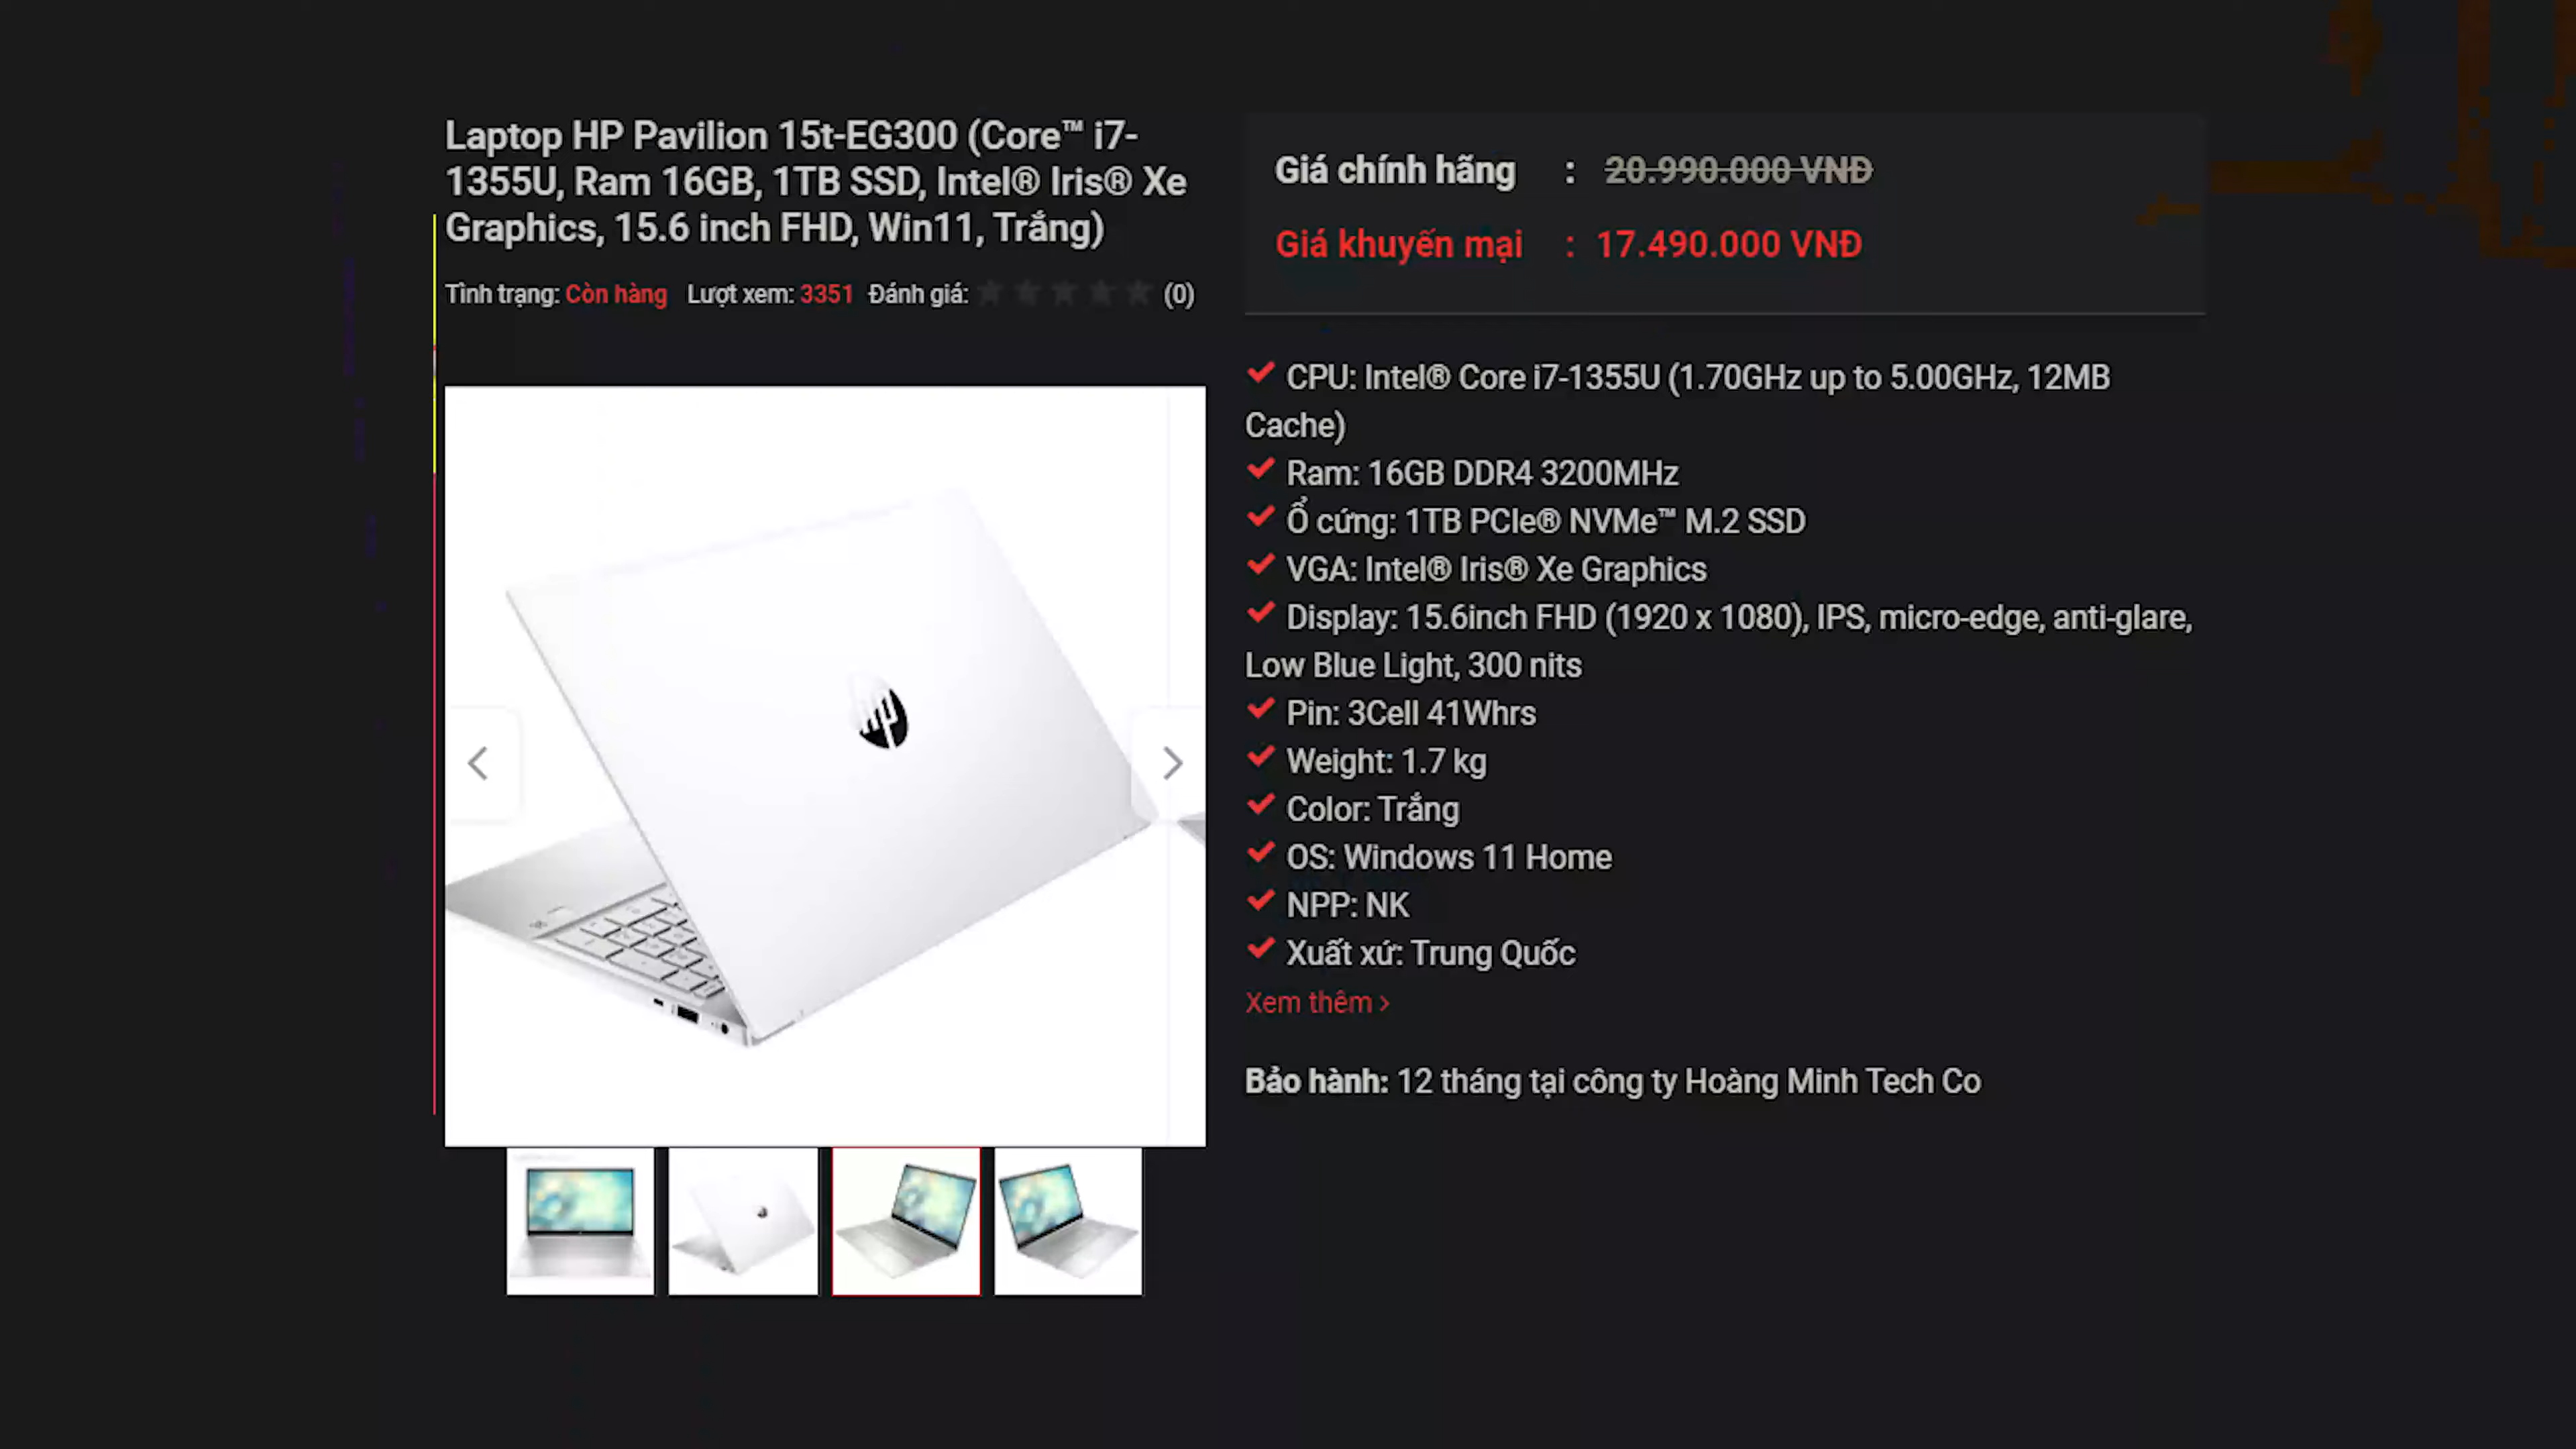 Laptop HP Pavilion 15t-EG300 (Core™ i7-
1355U, Ram 16GB, 1TB SSD, Intel® Iris® Xe
Graphics, 15.6 inch FHD, Win11, Trắng)
Tình trạng: Còn hàng Lượt xem: 3351 Đánh giá: (0)
hp
Giá chính hãng : 20.990.000 VNĐ
Giá khuyến mại : 17.490.000 VNĐ
CPU: Intel® Core i7-1355U (1.70GHz up to 5.00GHz, 12MB
Cache)
Ram: 16GB DDR4 3200MHz
Ổ cứng: 1TB PCIe® NVMe™ M.2 SSD
VGA: Intel® Iris® Xe Graphics
Display: 15.6inch FHD (1920 x 1080), IPS, micro-edge, anti-glare,
Low Blue Light, 300 nits
Pin: 3Cell 41Whrs
Weight: 1.7 kg
Color: Trắng
OS: Windows 11 Home
NPP: NK
Xuất xứ: Trung Quốc
Xem thêm ›
Bảo hành: 12 tháng tại công ty Hoàng Minh Tech Co